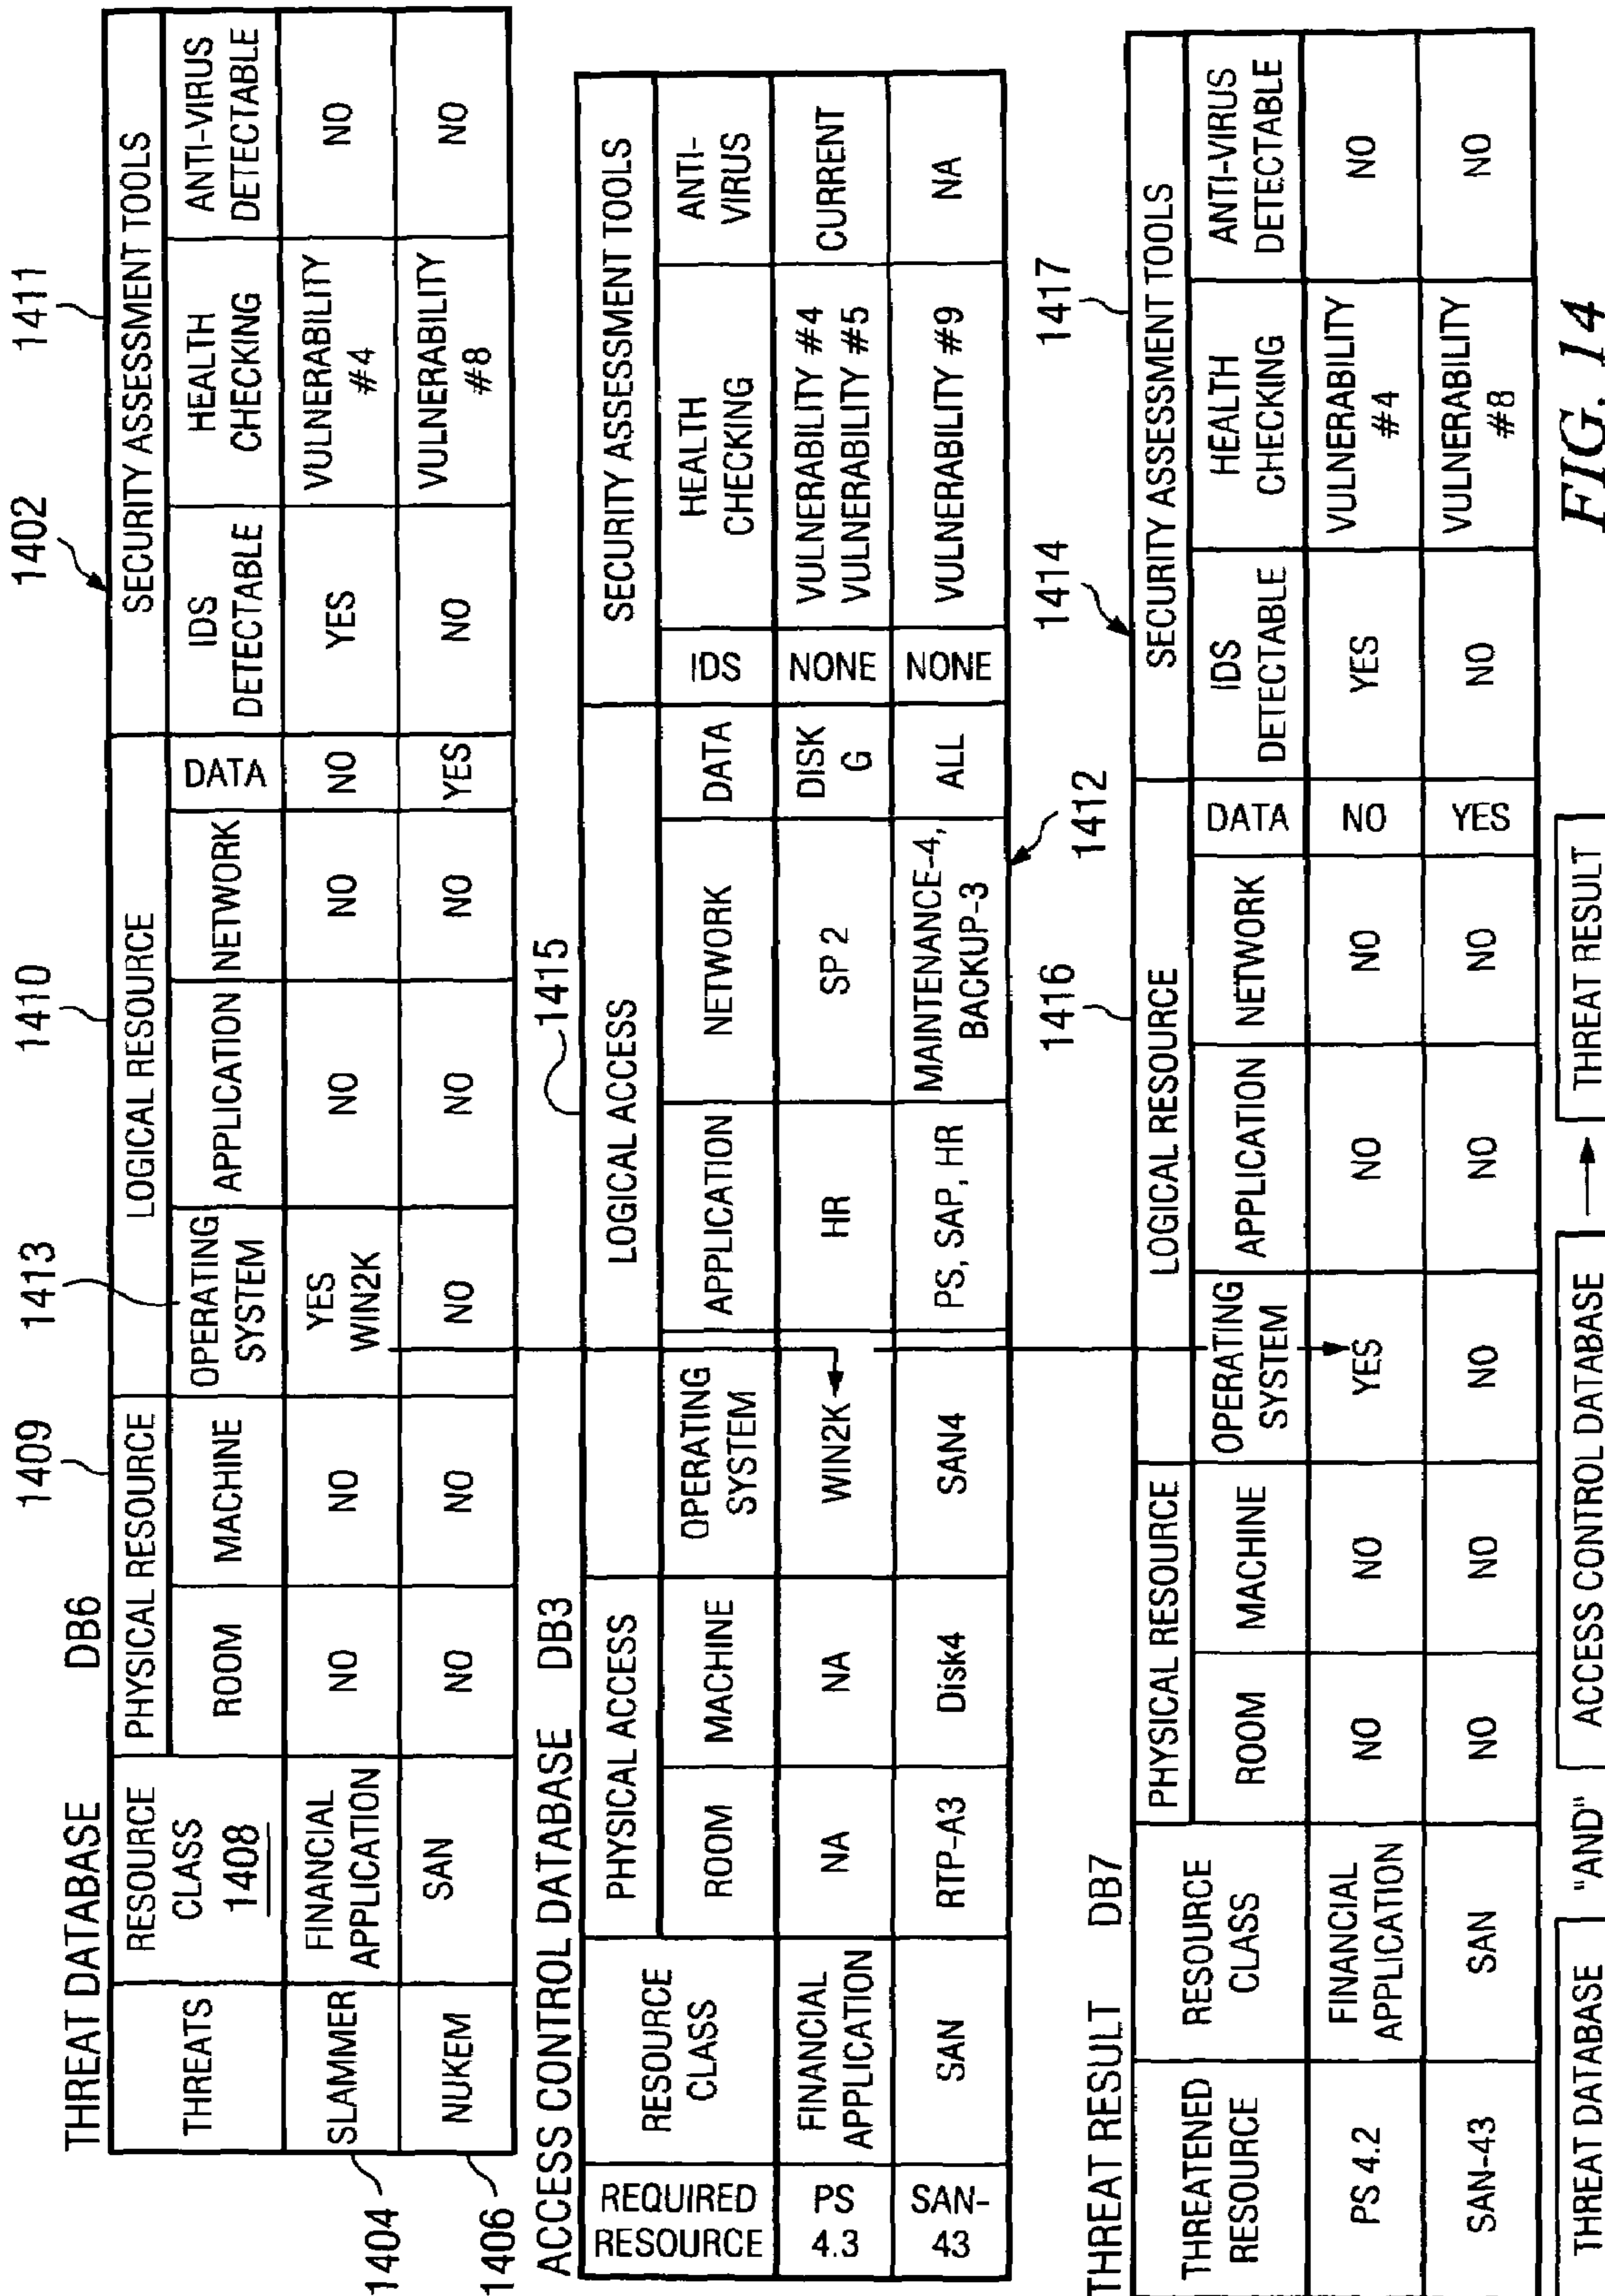 1409 1413 1410 1402 1411
THREAT DATABASE DB6
THREATS
RESOURCE CLASS 1408
PHYSICAL RESOURCE
LOGICAL RESOURCE
SECURITY ASSESSMENT TOOLS
ROOM
MACHINE
OPERATING SYSTEM
APPLICATION
NETWORK
DATA
IDS DETECTABLE
HEALTH CHECKING
ANTI-VIRUS DETECTABLE
1404
SLAMMER
FINANCIAL APPLICATION
NO
NO
YES WIN2K
NO
NO
NO
YES
VULNERABILITY #4
NO
1406
NUKEM
SAN
NO
NO
NO
NO
NO
YES
NO
VULNERABILITY #8
NO
ACCESS CONTROL DATABASE DB3
1415
REQUIRED RESOURCE
RESOURCE CLASS
PHYSICAL ACCESS
LOGICAL ACCESS
SECURITY ASSESSMENT TOOLS
ROOM
MACHINE
OPERATING SYSTEM
APPLICATION
NETWORK
DATA
IDS
HEALTH CHECKING
ANTI-VIRUS
PS 4.3
FINANCIAL APPLICATION
NA
NA
WIN2K
HR
SP 2
DISK G
NONE
VULNERABILITY #4
VULNERABILITY #5
CURRENT
SAN-43
SAN
RTP-A3
Disk4
SAN4
PS, SAP, HR
MAINTENANCE-4, BACKUP-3
ALL
NONE
VULNERABILITY #9
NA
1412
THREAT RESULT DB7
1416 1414 1417
THREATENED RESOURCE
RESOURCE CLASS
PHYSICAL RESOURCE
LOGICAL RESOURCE
SECURITY ASSESSMENT TOOLS
ROOM
MACHINE
OPERATING SYSTEM
APPLICATION
NETWORK
DATA
IDS DETECTABLE
HEALTH CHECKING
ANTI-VIRUS DETECTABLE
PS 4.2
FINANCIAL APPLICATION
NO
NO
YES
NO
NO
NO
YES
VULNERABILITY #4
NO
SAN-43
SAN
NO
NO
NO
NO
NO
YES
NO
VULNERABILITY #8
NO
THREAT DATABASE "AND" ACCESS CONTROL DATABASE THREAT RESULT
FIG. 14